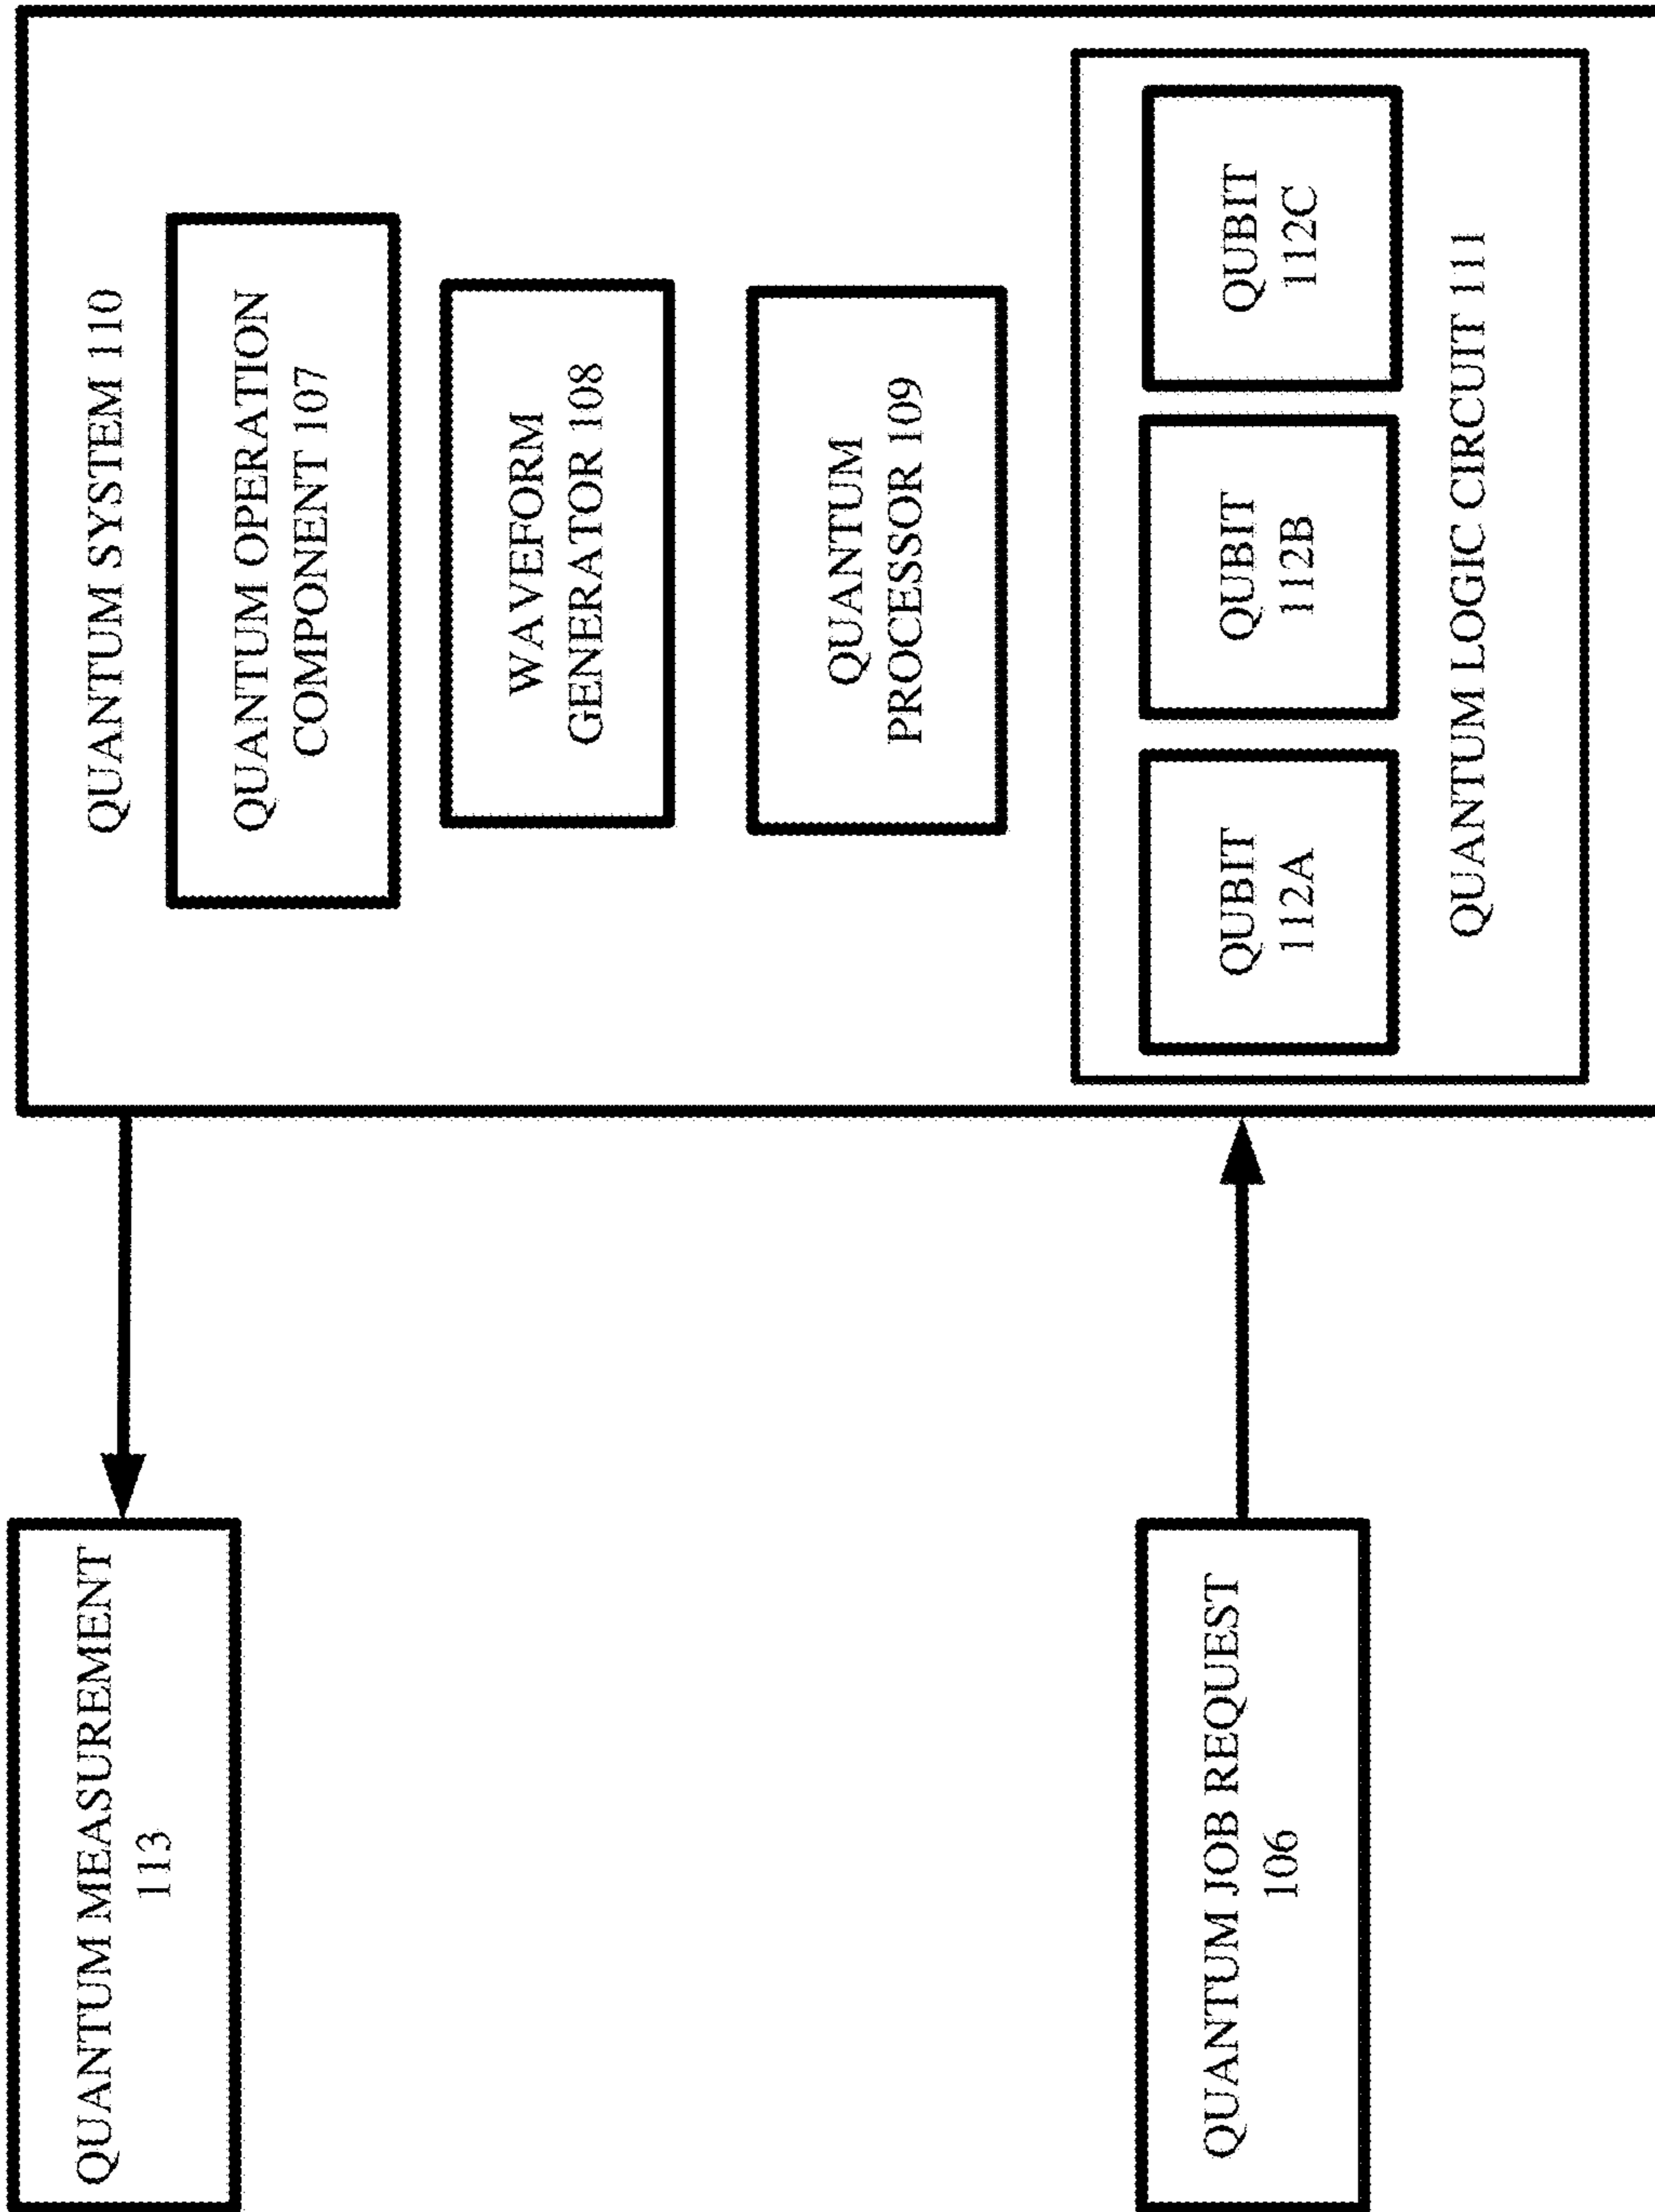 QUANTUM MEASUREMENT
113
QUANTUM JOB REQUEST
106
QUANTUM SYSTEM 110
QUANTUM OPERATION
COMPONENT 107
WAVEFORM
GENERATOR 108
QUANTUM
PROCESSOR 109
QUBIT
112A
QUBIT
112B
QUBIT
112C
QUANTUM LOGIC CIRCUIT 111